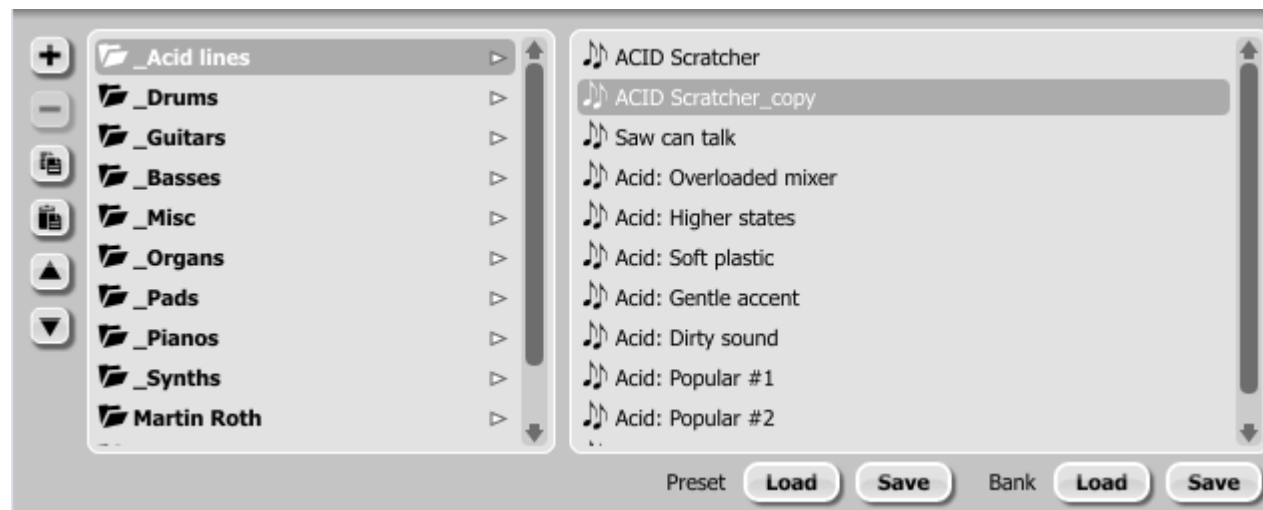 _Acid lines
_Drums
_Guitars
_Basses
_Misc
_Organs
_Pads
_Pianos
_Synths
Martin Roth
ACID Scratcher
ACID Scratcher_copy
Saw can talk
Acid: Overloaded mixer
Acid: Higher states
Acid: Soft plastic
Acid: Gentle accent
Acid: Dirty sound
Acid: Popular #1
Acid: Popular #2
Preset Load Save Bank Load Save